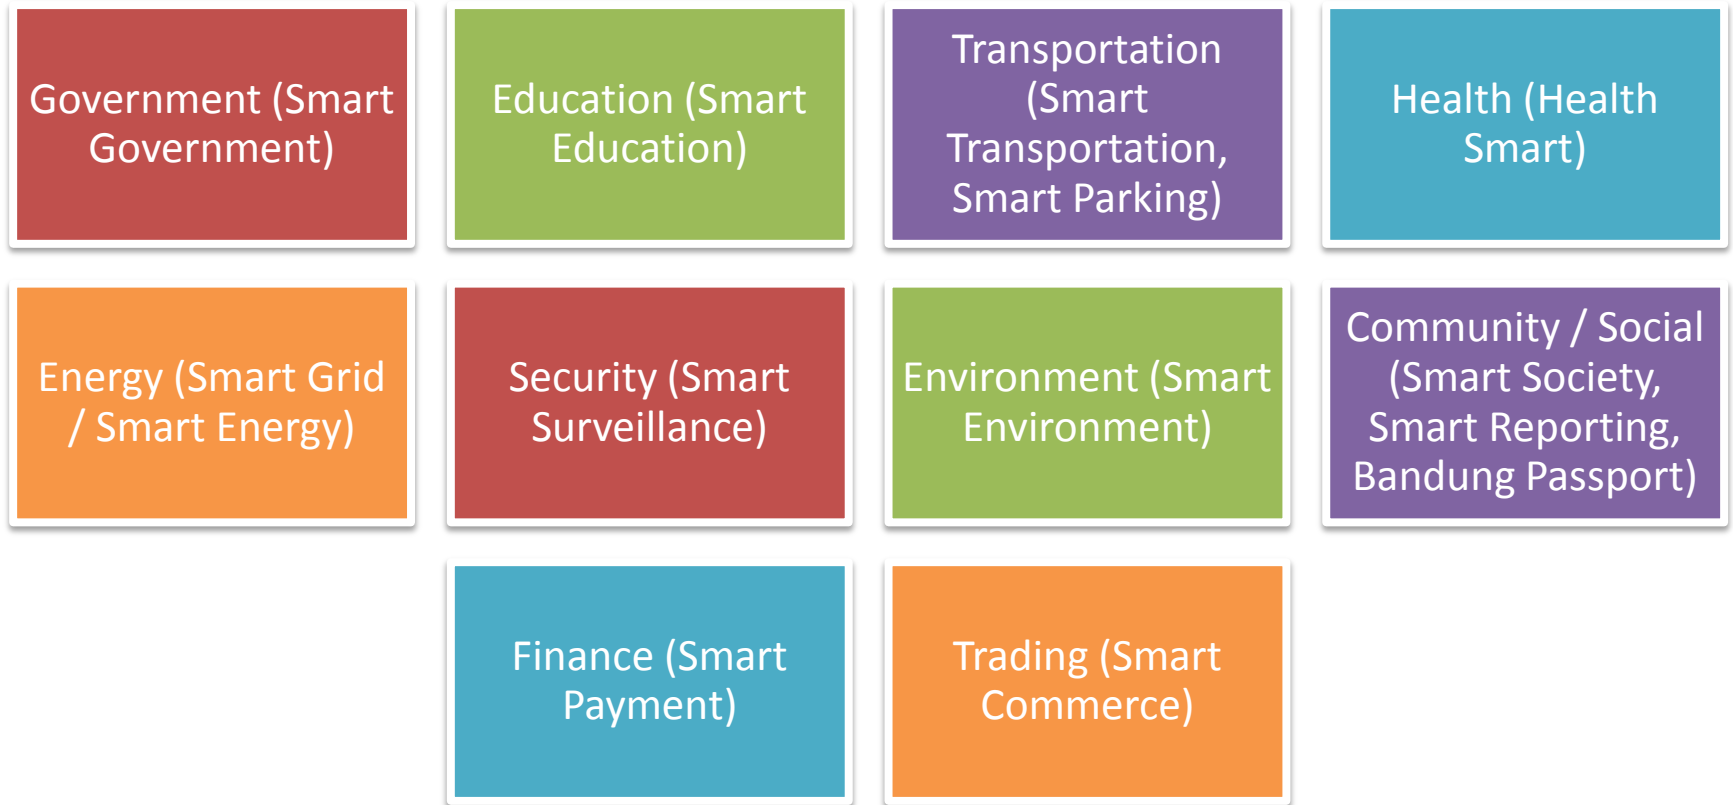 Government (Smart
Government)
Education (Smart
Education)
Transportation
(Smart
Transportation,
Smart Parking)
Health (Health
Smart)
Energy (Smart Grid
/ Smart Energy)
Security (Smart
Surveillance)
Environment (Smart
Environment)
Community / Social
(Smart Society,
Smart Reporting,
Bandung Passport)
Finance (Smart
Payment)
Trading (Smart
Commerce)